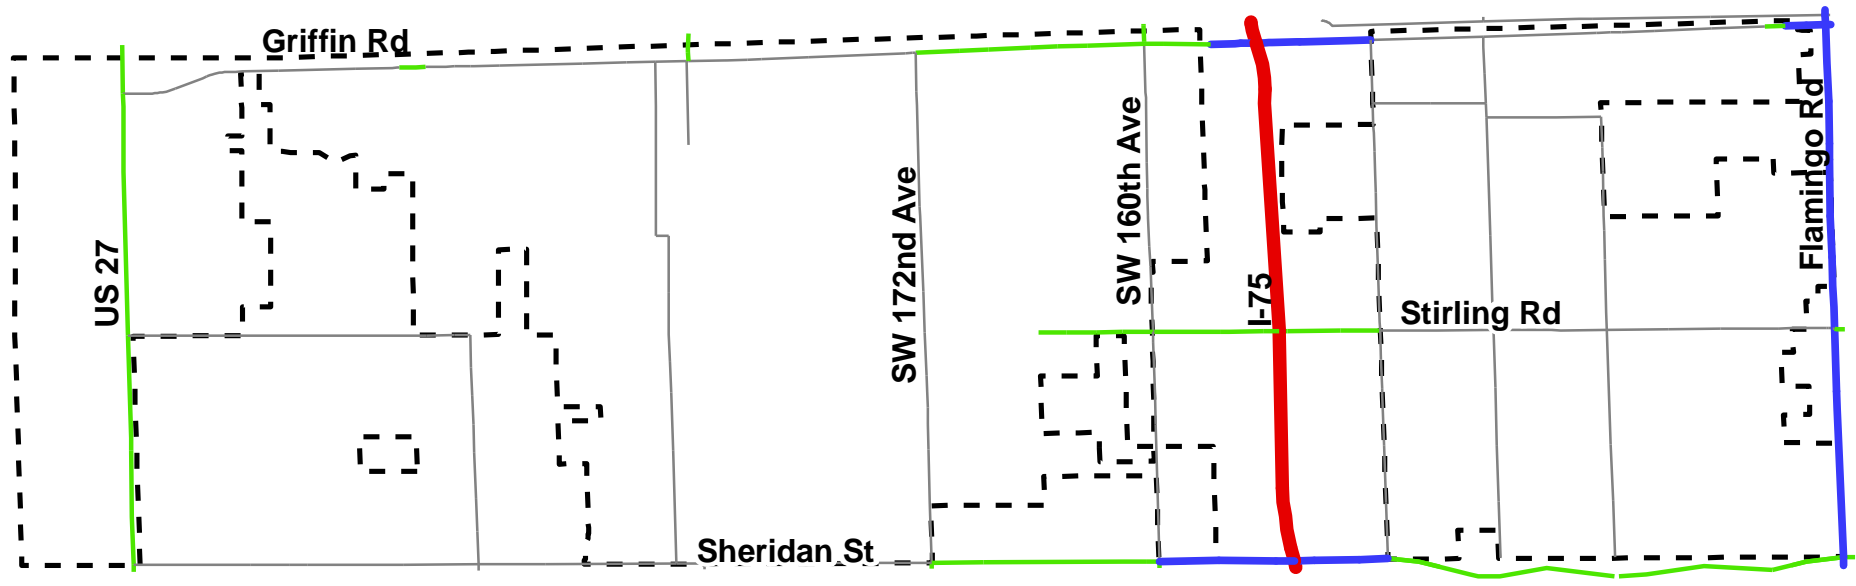 Griffin Rd
US 27
SW 172nd Ave
SW 160th Ave
I-75
Stirling Rd
Flamingo Rd
Sheridan St